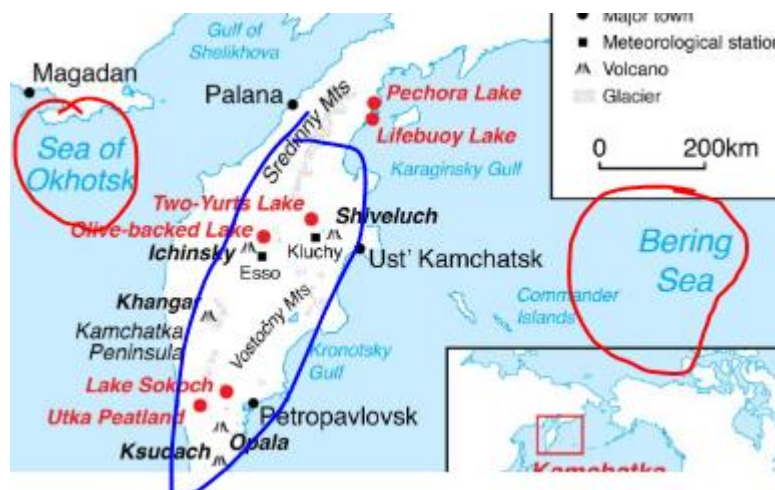 Gulf of
Shelikhova
Magadan
Palana
Sea of
Okhotsk
Sredinny Mts
Pechora Lake
Lifebuoy Lake
Karaginsky Gulf
Major town
Meteorological station
Volcano
Glacier
0 200km
Two-Yurts Lake
Shiveluch
Olive-backed Lake
Ichinsky
Kluchy
Esso
Ust' Kamchatsk
Bering
Sea
Commander
Islands
Khangar
Kamchatka
Peninsula
Vostočny Mts
Kronotsky
Gulf
Lake Sokoch
Utka Peatland
Petropavlovsk
Opala
Ksudach
Kamchatka